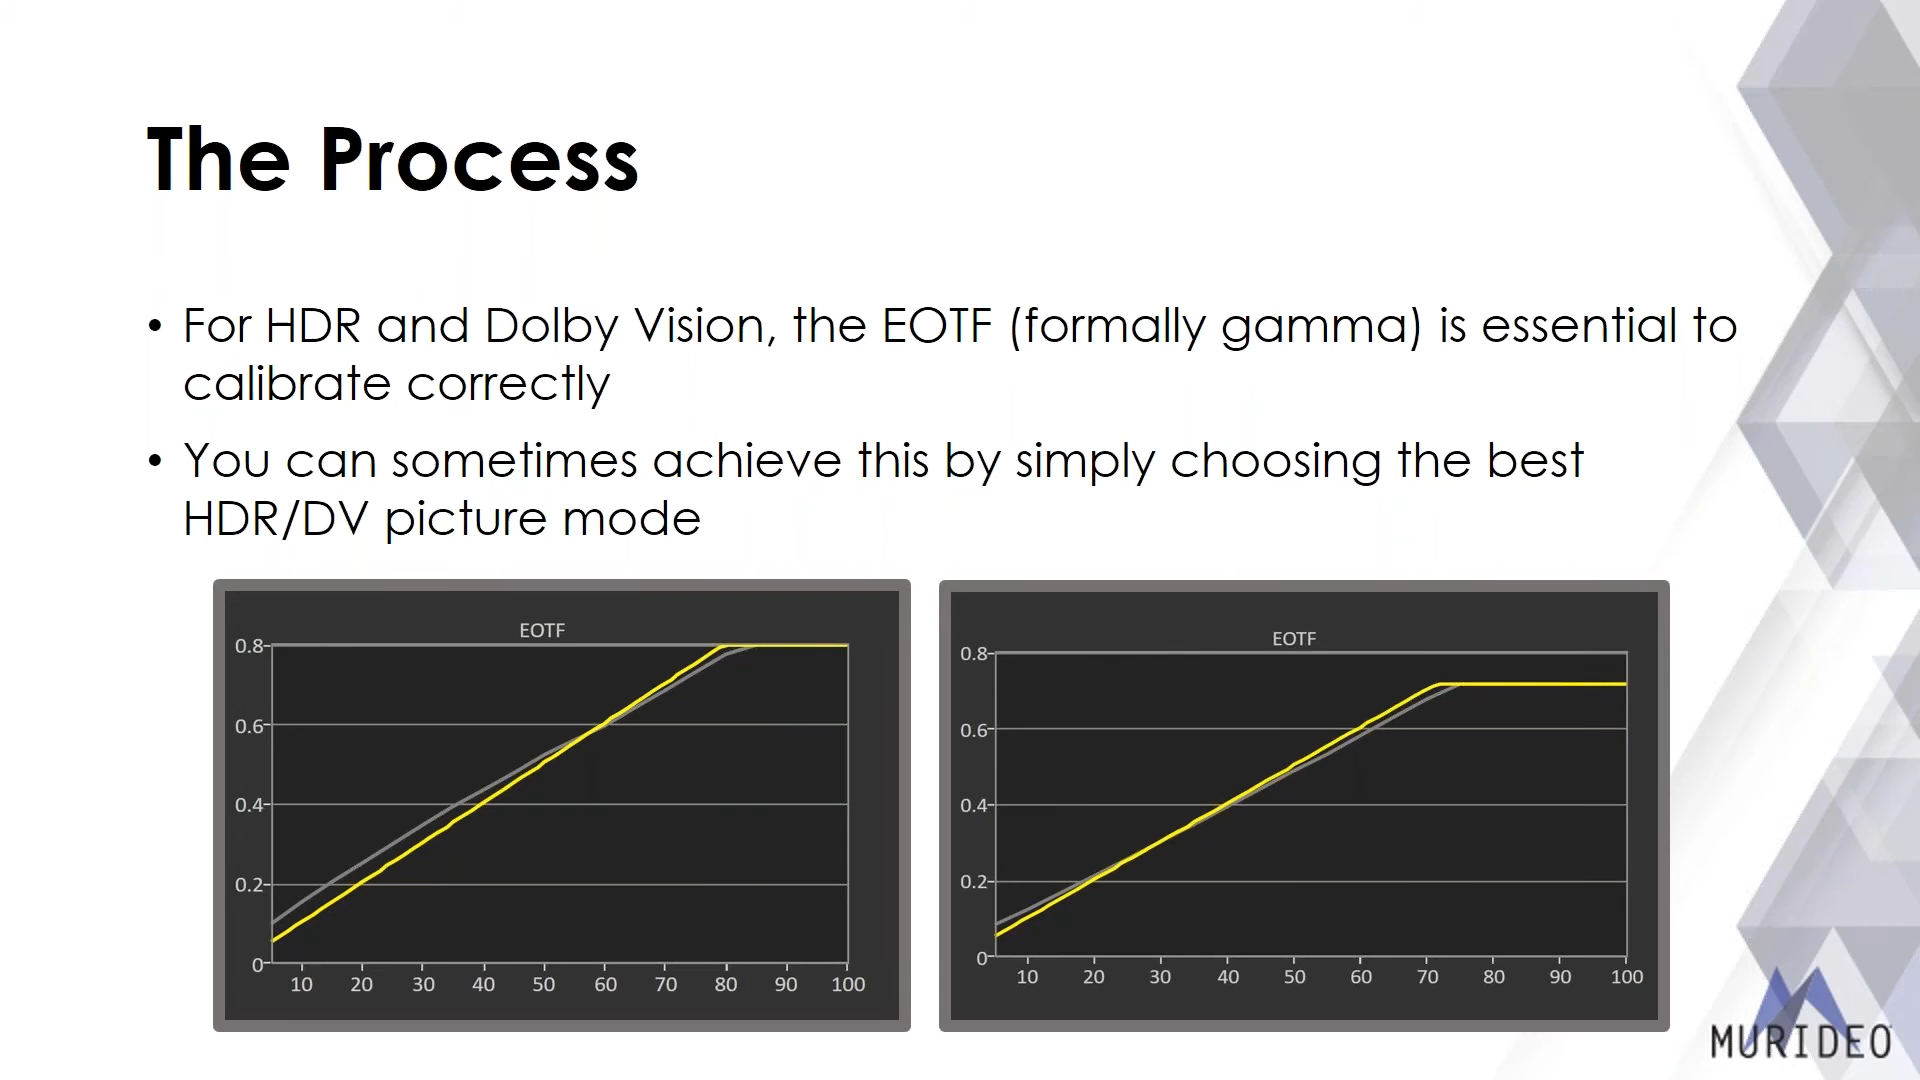 The Process
• For HDR and Dolby Vision, the EOTF (formally gamma) is essential to
calibrate correctly
• You can sometimes achieve this by simply choosing the best
HDR/DV picture mode
EOTF
0.8
0.6
0.4
0.2
0
10 20 30 40 50 60 70 80 90 100
EOTF
0.8
0.6
0.4
0.2
0
10 20 30 40 50 60 70 80 90 100
MURIDEO